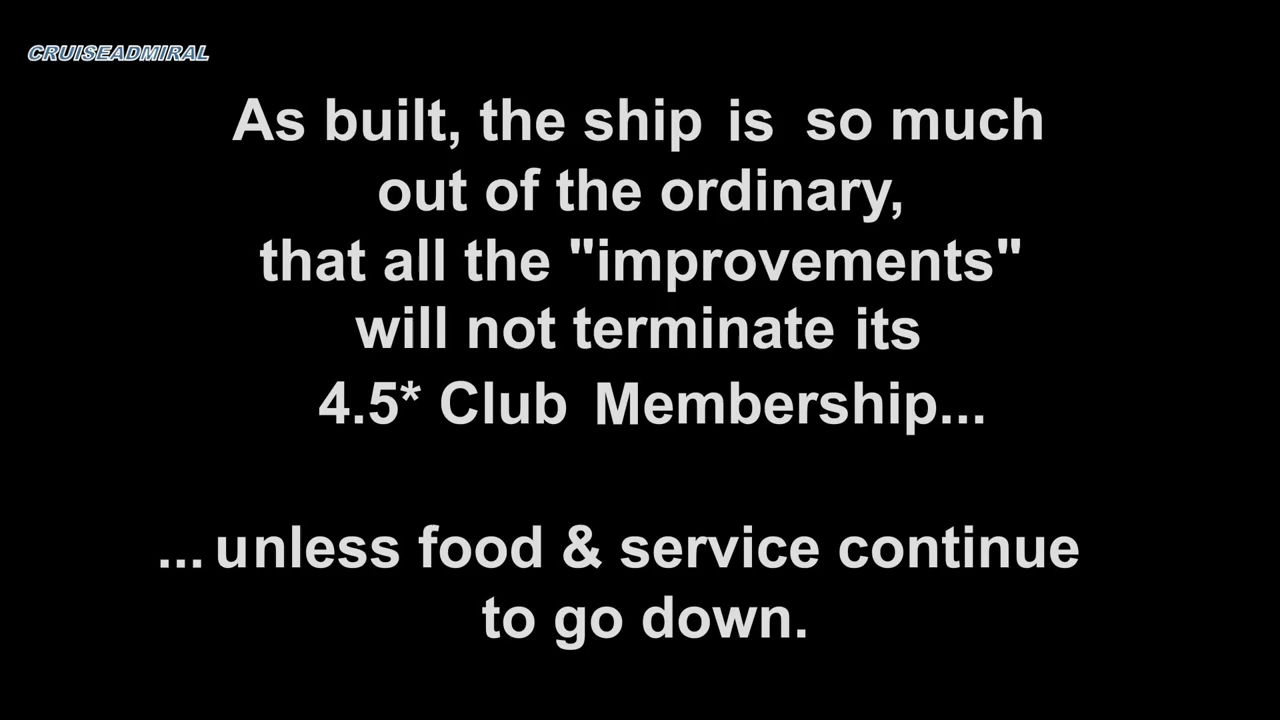 CRUISEADMIRAL
As built, the ship is so much
out of the ordinary,
that all the "improvements"
will not terminate its
4.5* Club Membership...
... unless food & service continue
to go down.